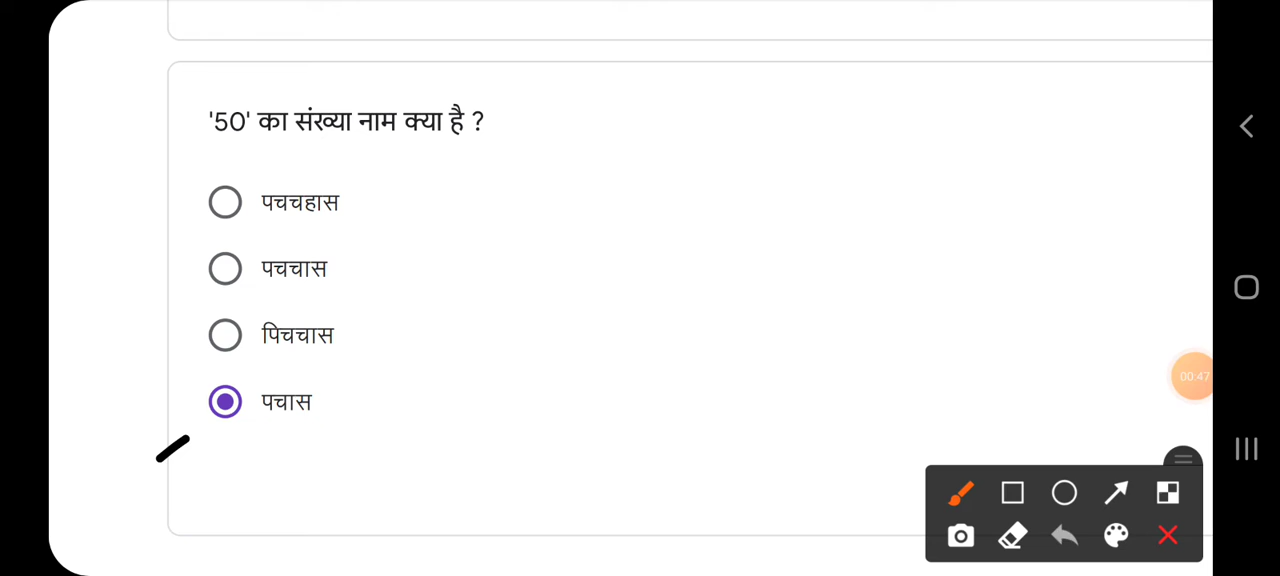 '50' का संख्या नाम क्या है ?
पचचहास
पचचास
पिचचास
पचास
00:47